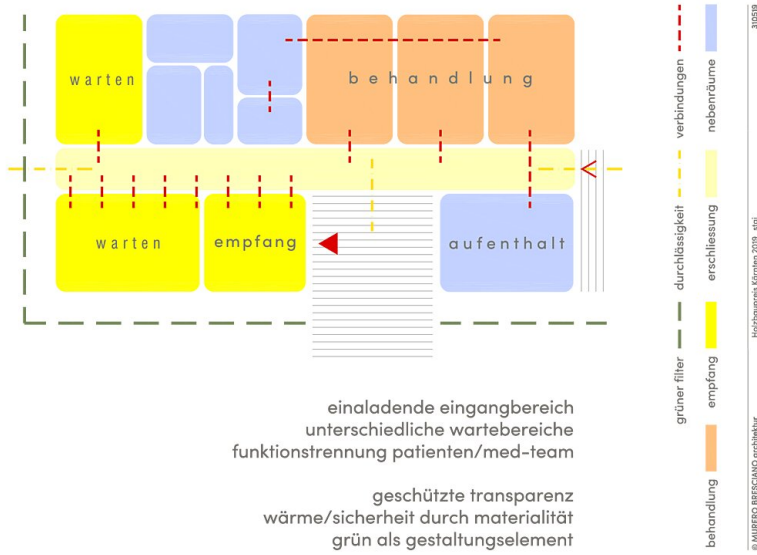 warten
behandlung
warten
empfang
aufenthalt
einaladende eingangbereich
unterschiedliche wartebereiche
funktionstrennung patienten/med-team
geschützte transparenz
wärme/sicherheit durch materialität
grün als gestaltungselement
grüner filter
durchlässigkeit
verbindungen
behandlung
empfang
erschliessung
nebenräume
© MURERO BRESCIANO architektur
Holzbaupreis Kärnten 2019
310519